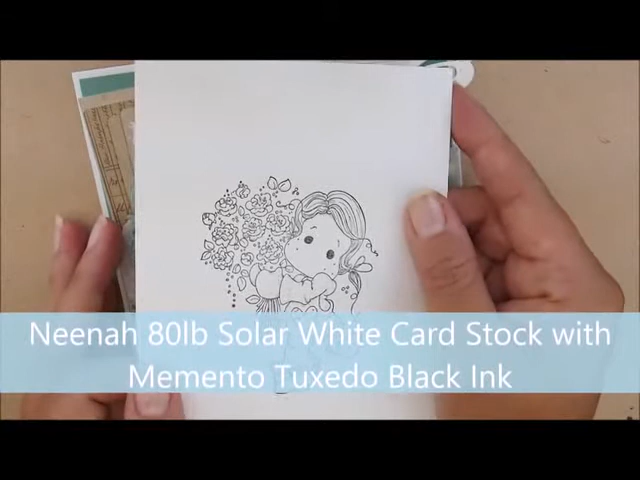 Neenah 80lb Solar White Card Stock with
Memento Tuxedo Black Ink